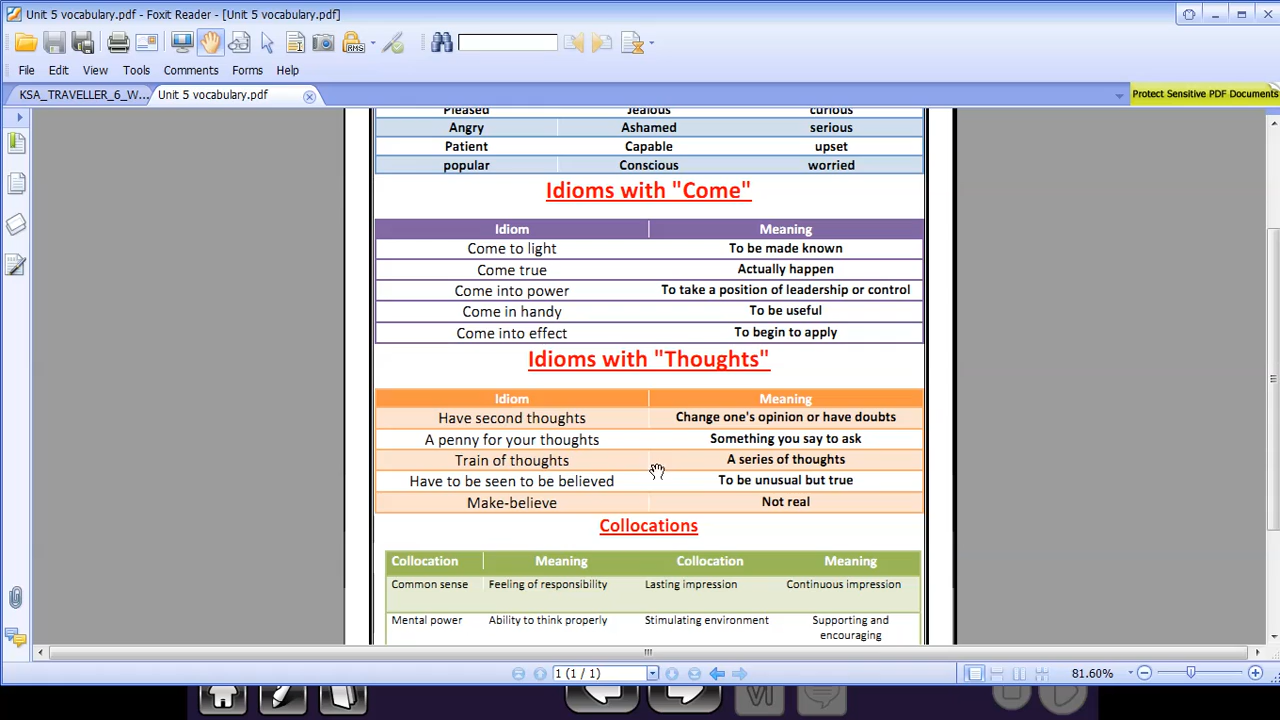 Unit 5 vocabulary.pdf - Foxit Reader - [Unit 5 vocabulary.pdf]
File Edit View Tools Comments Forms Help
KSA_TRAVELLER_6_W... Unit 5 vocabulary.pdf Protect Sensitive PDF Documents
Pleased Jealous curious
Angry Ashamed serious
Patient Capable upset
popular Conscious worried
Idioms with "Come"
Idiom Meaning
Come to light To be made known
Come true Actually happen
Come into power To take a position of leadership or control
Come in handy To be useful
Come into effect To begin to apply
Idioms with "Thoughts"
Idiom Meaning
Have second thoughts Change one's opinion or have doubts
A penny for your thoughts Something you say to ask
Train of thoughts A series of thoughts
Have to be seen to be believed To be unusual but true
Make-believe Not real
Collocations
Collocation Meaning Collocation Meaning
Common sense Feeling of responsibility Lasting impression Continuous impression
Mental power Ability to think properly Stimulating environment Supporting and
encouraging
1 (1 / 1) 81.60%